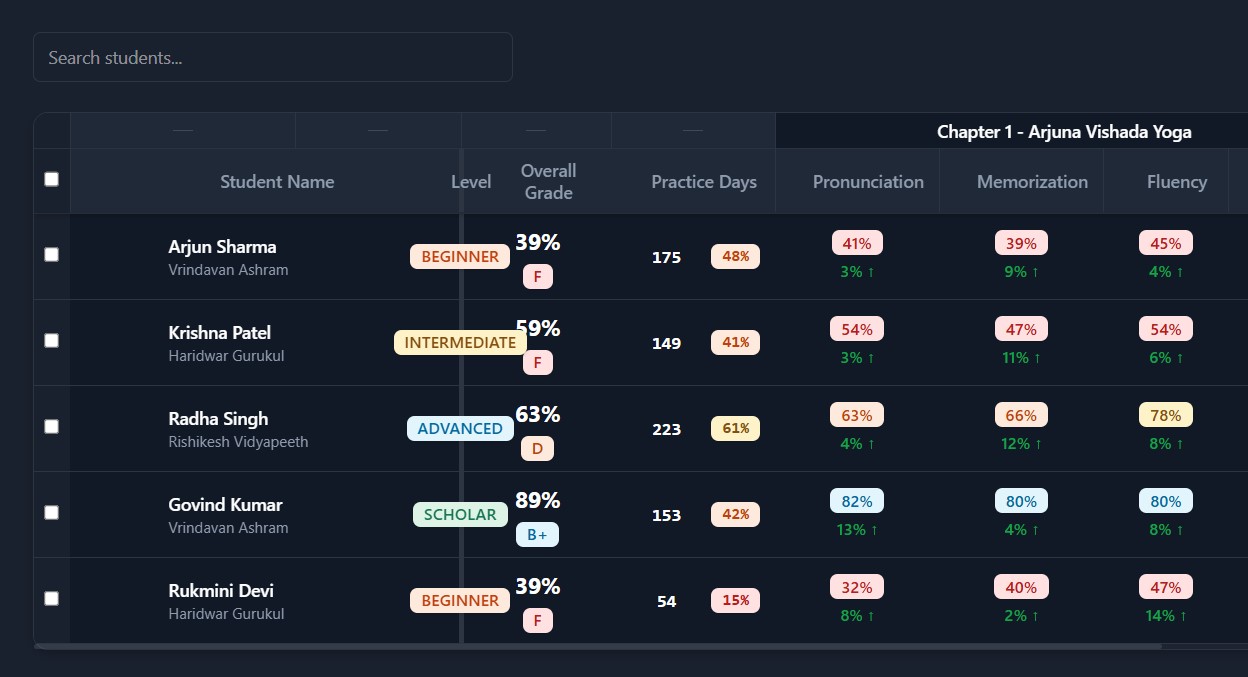 Search students...
— — — — Chapter 1 - Arjuna Vishada Yoga
Student Name Level Overall Grade Practice Days Pronunciation Memorization Fluency
Arjun Sharma BEGINNER 39% 175 48% 41% 39% 45%
Vrindavan Ashram F 3% ↑ 9% ↑ 4% ↑
Krishna Patel INTERMEDIATE 59% 149 41% 54% 47% 54%
Haridwar Gurukul F 3% ↑ 11% ↑ 6% ↑
Radha Singh ADVANCED 63% 223 61% 63% 66% 78%
Rishikesh Vidyapeeth D 4% ↑ 12% ↑ 8% ↑
Govind Kumar SCHOLAR 89% 153 42% 82% 80% 80%
Vrindavan Ashram B+ 13% ↑ 4% ↑ 8% ↑
Rukmini Devi BEGINNER 39% 54 15% 32% 40% 47%
Haridwar Gurukul F 8% ↑ 2% ↑ 14% ↑